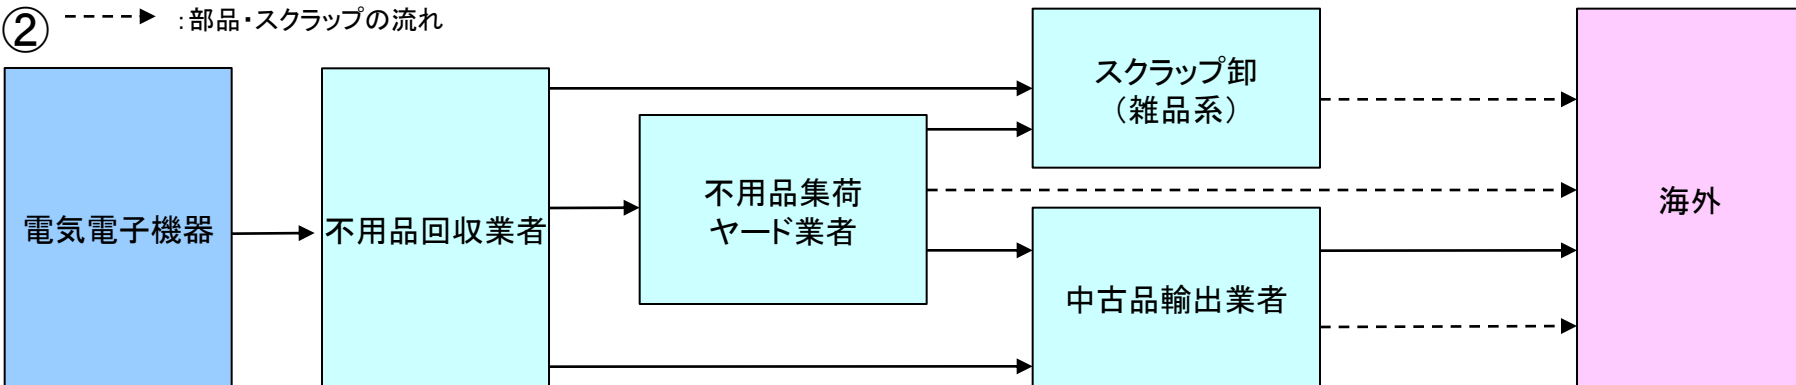 ② :部品・スクラップの流れ
スクラップ卸
（雑品系）
不用品集荷
ヤード業者
海外
電気電子機器
不用品回収業者
中古品輸出業者